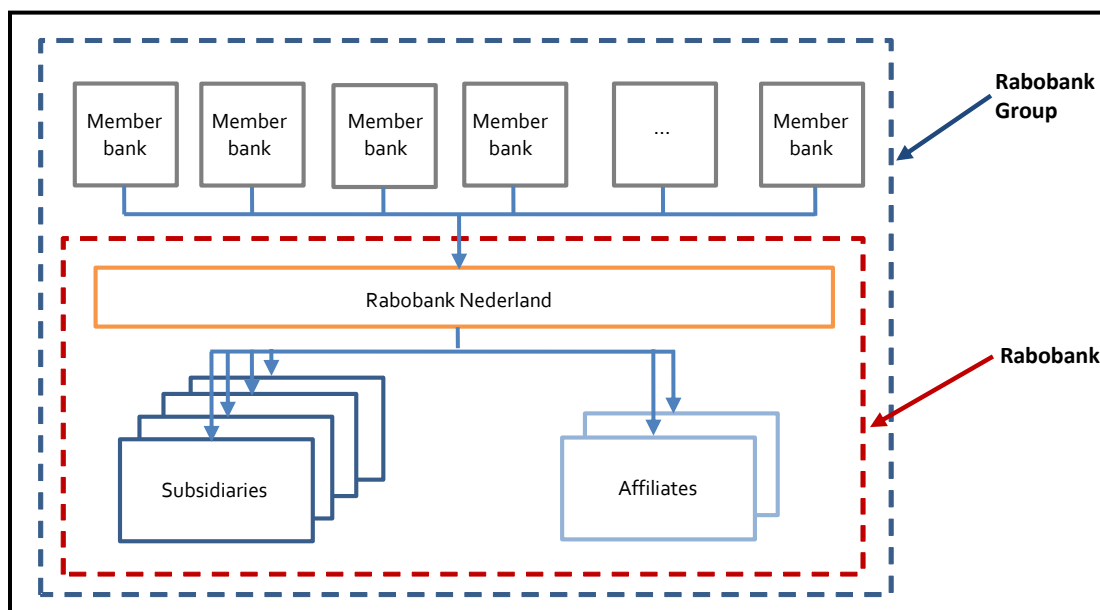 Member
bank
Member
bank
Member
bank
Member
bank
...
Member
bank
Rabobank
Group
Rabobank Nederland
Rabobank
Subsidiaries
Affiliates